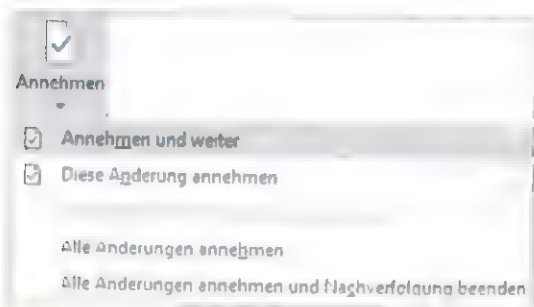 Annehmen
Annehmen und weiter
Diese Änderung annehmen
Alle Änderungen annehmen
Alle Änderungen annehmen und Nachverfolgung beenden